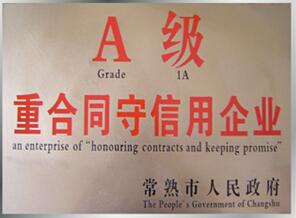 A 级
Grade 1A
重合同守信用企业
an enterprise of "honouring contracts and keeping promise"
常熟市人民政府
The People's Government of Changshu